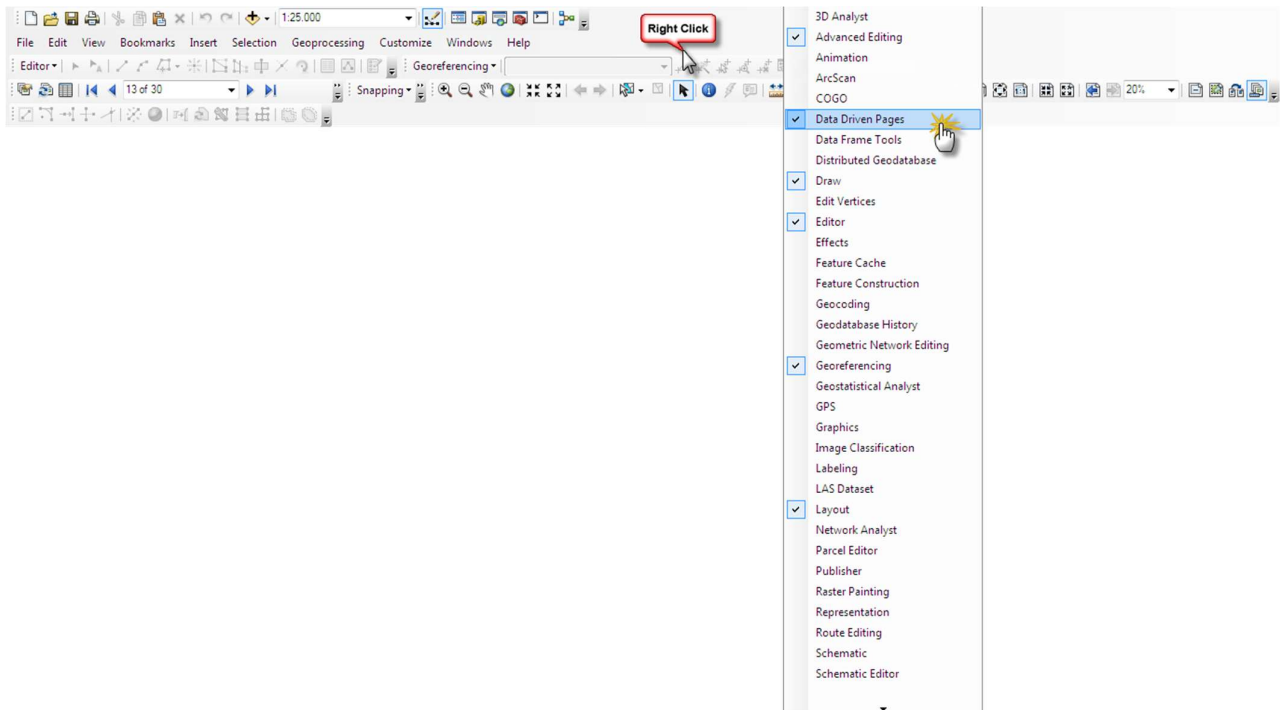 1:25.000
Right Click
File Edit View Bookmarks Insert Selection Geoprocessing Customize Windows Help
Editor Georeferencing
13 of 30 Snapping 20%
3D Analyst
Advanced Editing
Animation
ArcScan
COGO
Data Driven Pages
Data Frame Tools
Distributed Geodatabase
Draw
Edit Vertices
Editor
Effects
Feature Cache
Feature Construction
Geocoding
Geodatabase History
Geometric Network Editing
Georeferencing
Geostatistical Analyst
GPS
Graphics
Image Classification
Labeling
LAS Dataset
Layout
Network Analyst
Parcel Editor
Publisher
Raster Painting
Representation
Route Editing
Schematic
Schematic Editor